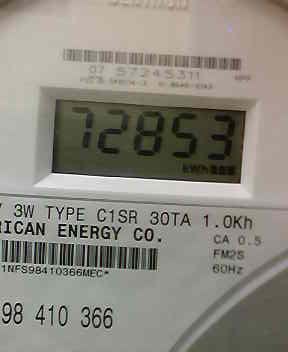 07 57245311
72853
kWh
V 3W TYPE C1SR 30TA 1.0Kh
RICAN ENERGY CO.
CA 0.5
FM2S
60Hz
1NFS98410366MEC*
98 410 366